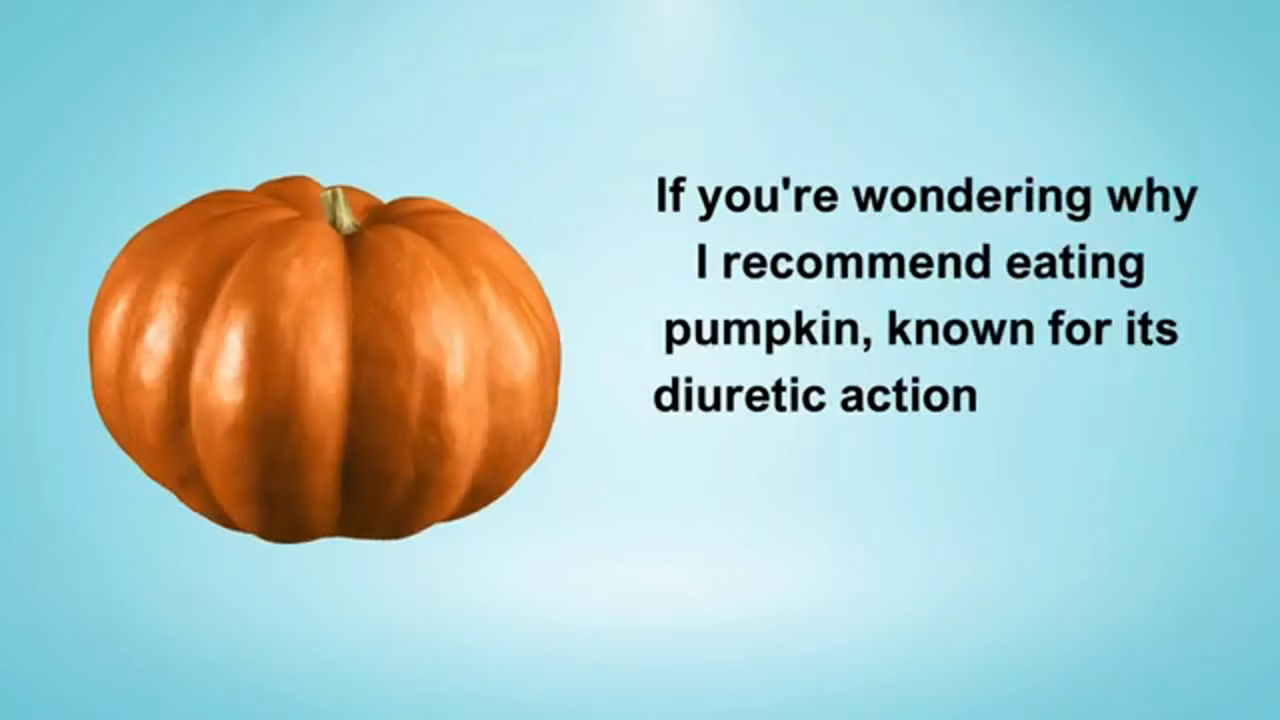 If you're wondering why
I recommend eating
pumpkin, known for its
diuretic action